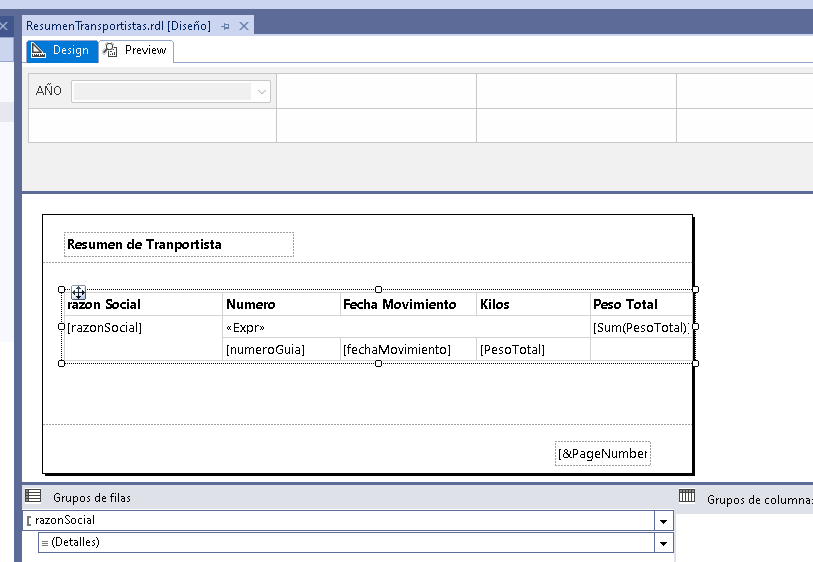 ResumenTransportistas.rdl [Diseño]
Design Preview
AÑO
Resumen de Tranportista
razon Social Numero Fecha Movimiento Kilos Peso Total
[razonSocial] «Expr» [Sum(PesoTotal)]
[numeroGuia] [fechaMovimiento] [PesoTotal]
[&PageNumber
Grupos de filas Grupos de columna
razonSocial
(Detalles)